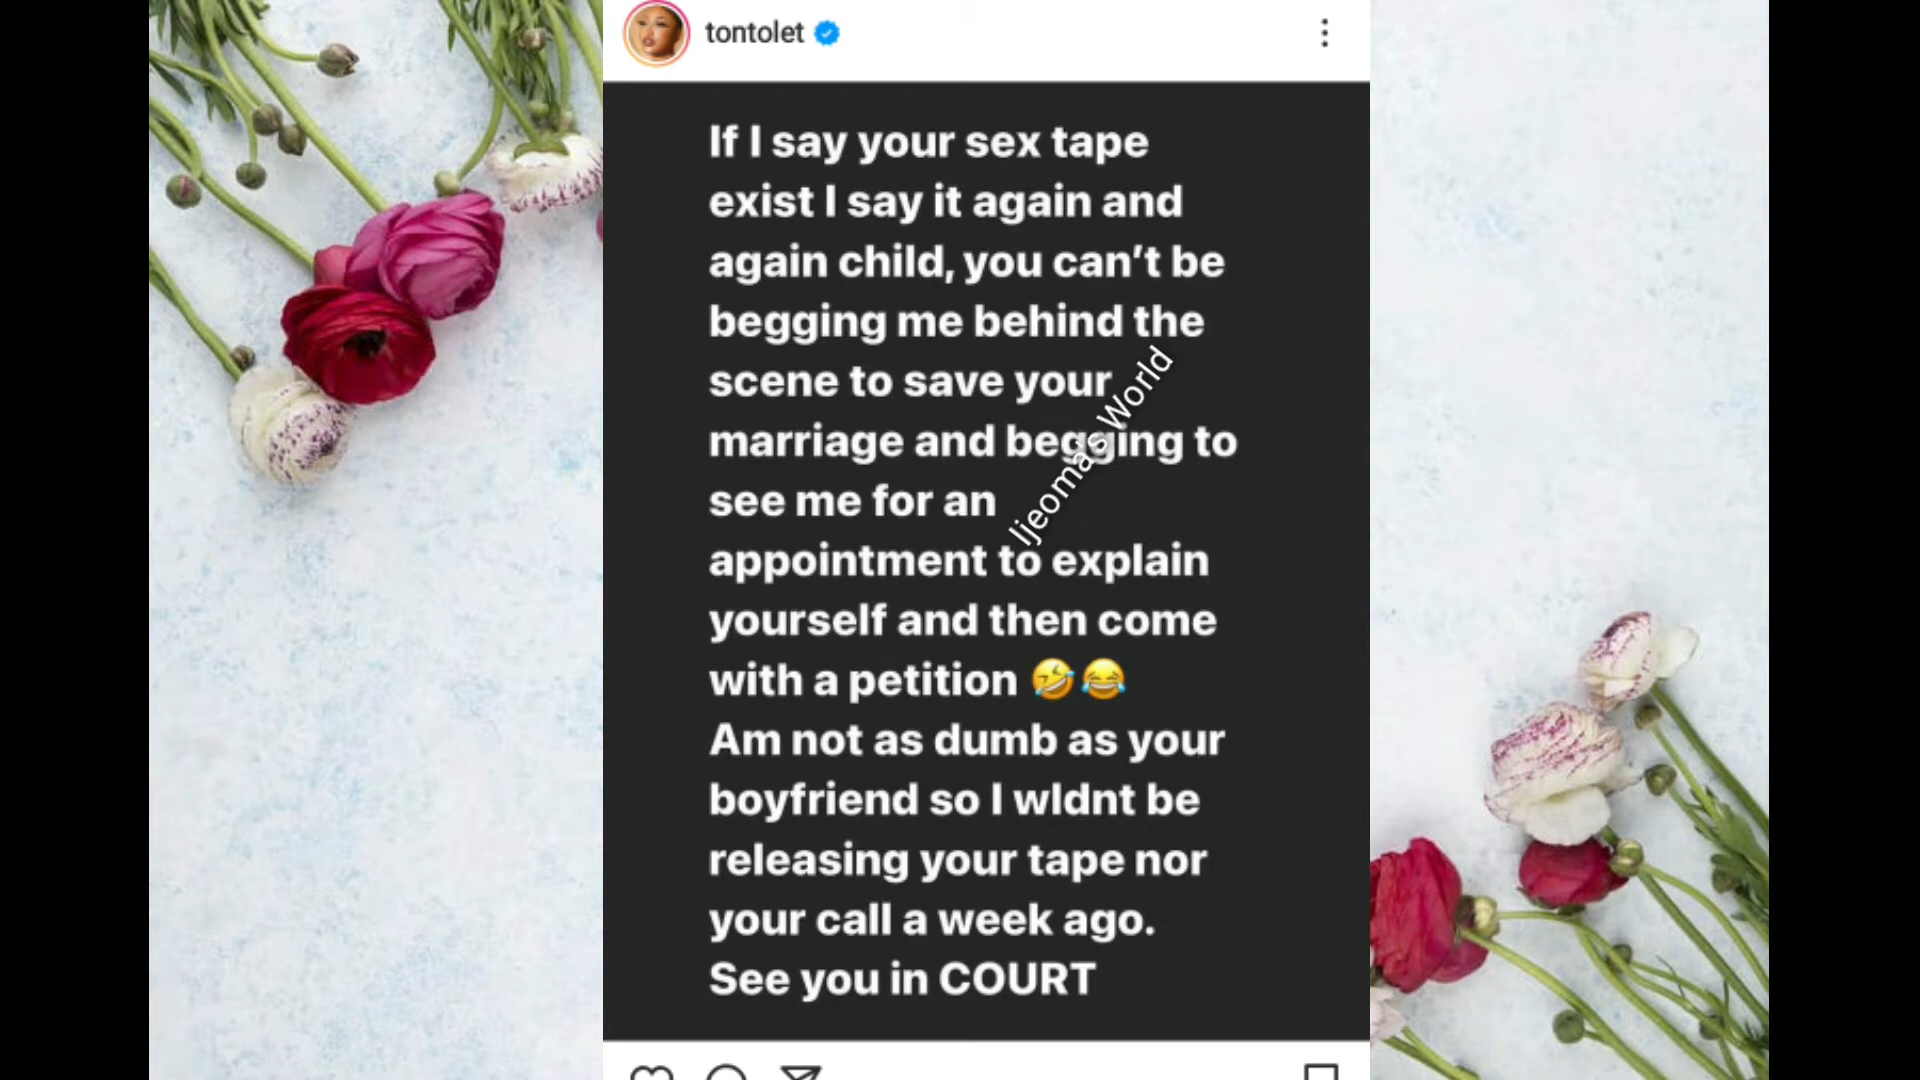 tontolet
If I say your sex tape
exist I say it again and
again child, you can't be
begging me behind the
scene to save your
marriage and begging to
see me for an
appointment to explain
yourself and then come
with a petition 🤣😂
Am not as dumb as your
boyfriend so I wldnt be
releasing your tape nor
your call a week ago.
See you in COURT
Ijeoma's World